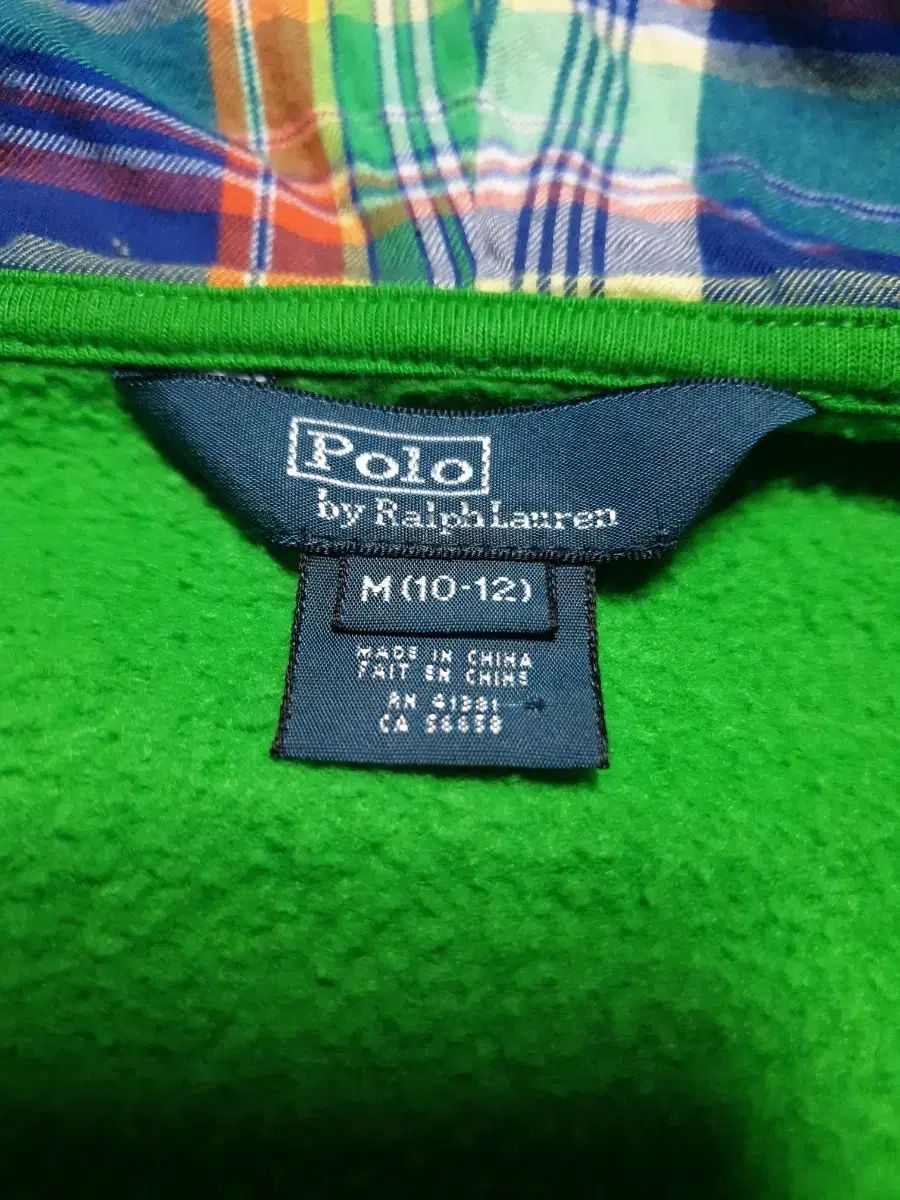 Polo
by Ralph Lauren
M (10-12)
MADE IN CHINA
FAIT EN CHINE
RN 41381
CA 56658